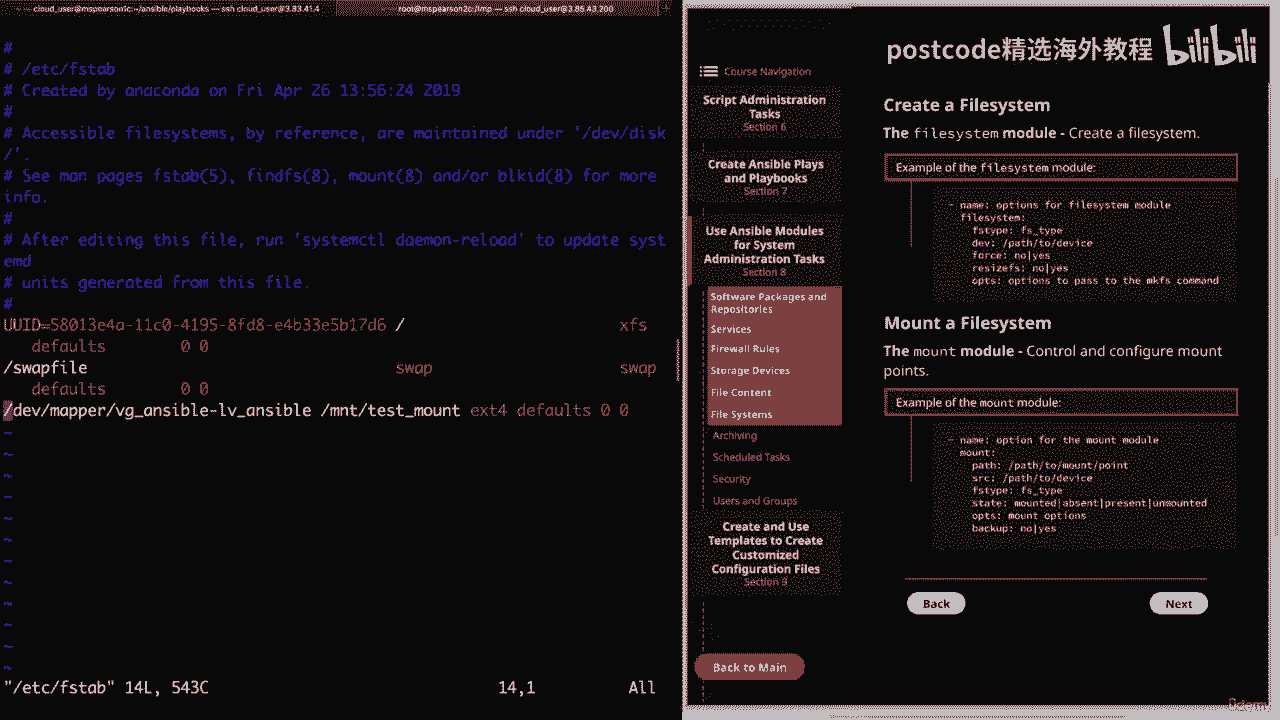 cloud_user@mspearson1c:~/ansible/playbooks — ssh cloud_user@3.83.41.4
root@mspearson2c:/tmp — ssh cloud_user@3.86.43.200
#
# /etc/fstab
# Created by anaconda on Fri Apr 26 13:56:24 2019
#
# Accessible filesystems, by reference, are maintained under '/dev/disk
/'.
# See man pages fstab(5), findfs(8), mount(8) and/or blkid(8) for more
info.
#
# After editing this file, run 'systemctl daemon-reload' to update syst
emd
# units generated from this file.
#
UUID=58013e4a-11c0-4195-8fd8-e4b33e5b17d6 / xfs
defaults 0 0
/swapfile swap swap
defaults 0 0
/dev/mapper/vg_ansible-lv_ansible /mnt/test_mount ext4 defaults 0 0
~
~
~
~
~
~
~
~
~
~
~
~
"/etc/fstab" 14L, 543C 14,1 All
Course Navigation
Script Administration
Tasks
Section 6
Create Ansible Plays
and Playbooks
Section 7
Use Ansible Modules
for System
Administration Tasks
Section 8
Software Packages and
Repositories
Services
Firewall Rules
Storage Devices
File Content
File Systems
Archiving
Scheduled Tasks
Security
Users and Groups
Create and Use
Templates to Create
Customized
Configuration Files
Section 9
Back to Main
postcode精选海外教程 bilibili
Create a Filesystem
The filesystem module - Create a filesystem.
Example of the filesystem module:
- name: options for filesystem module
filesystem:
fstype: fs_type
dev: /path/to/device
force: no|yes
resizefs: no|yes
opts: options to pass to the mkfs command
Mount a Filesystem
The mount module - Control and configure mount
points.
Example of the mount module:
- name: option for the mount module
mount:
path: /path/to/mount/point
src: /path/to/device
fstype: fs_type
state: mounted|absent|present|unmounted
opts: mount options
backup: no|yes
Back
Next
ûdemy